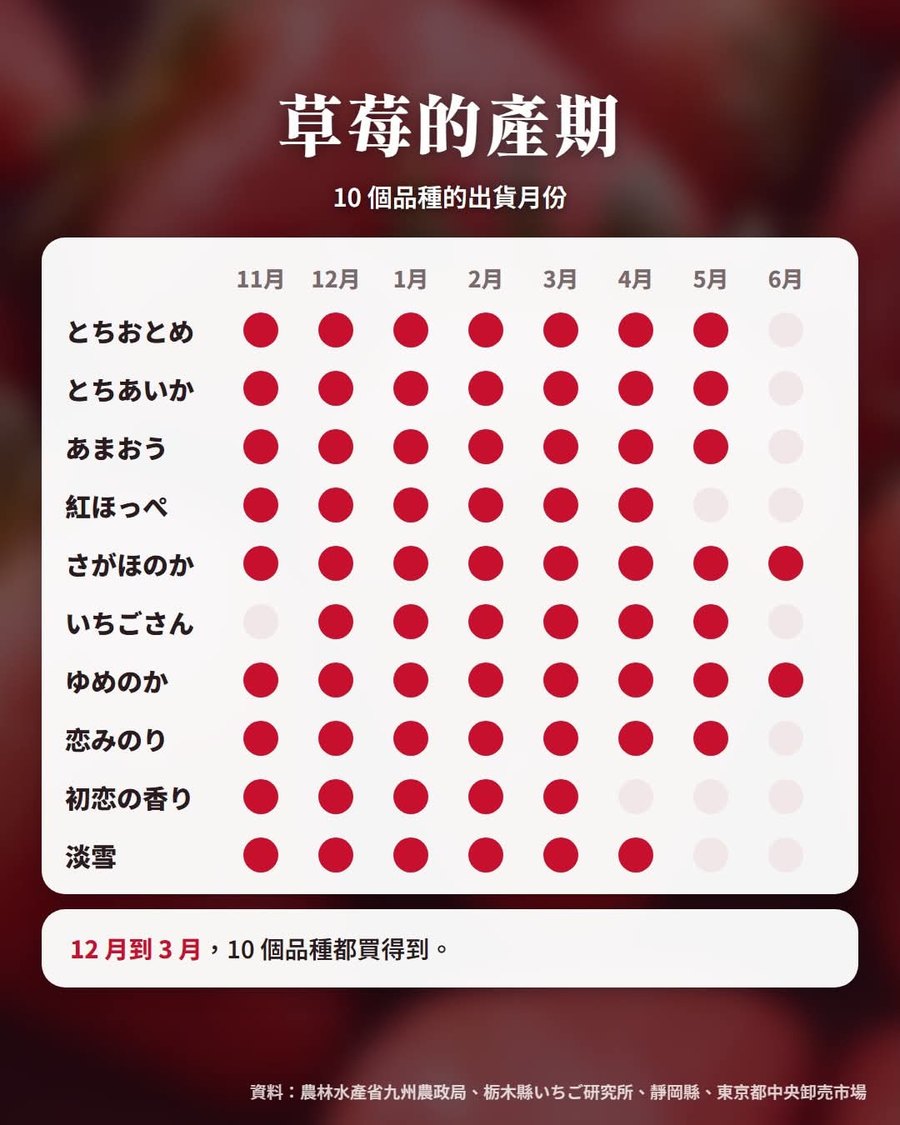 草莓的產期
10 個品種的出貨月份
11月 12月 1月 2月 3月 4月 5月 6月
とちおとめ
とちあいか
あまおう
紅ほっぺ
さがほのか
いちごさん
ゆめのか
恋みのり
初恋の香り
淡雪
12 月到 3 月，10 個品種都買得到。
資料：農林水產省九州農政局、栃木縣いちご研究所、靜岡縣、東京都中央卸売市場